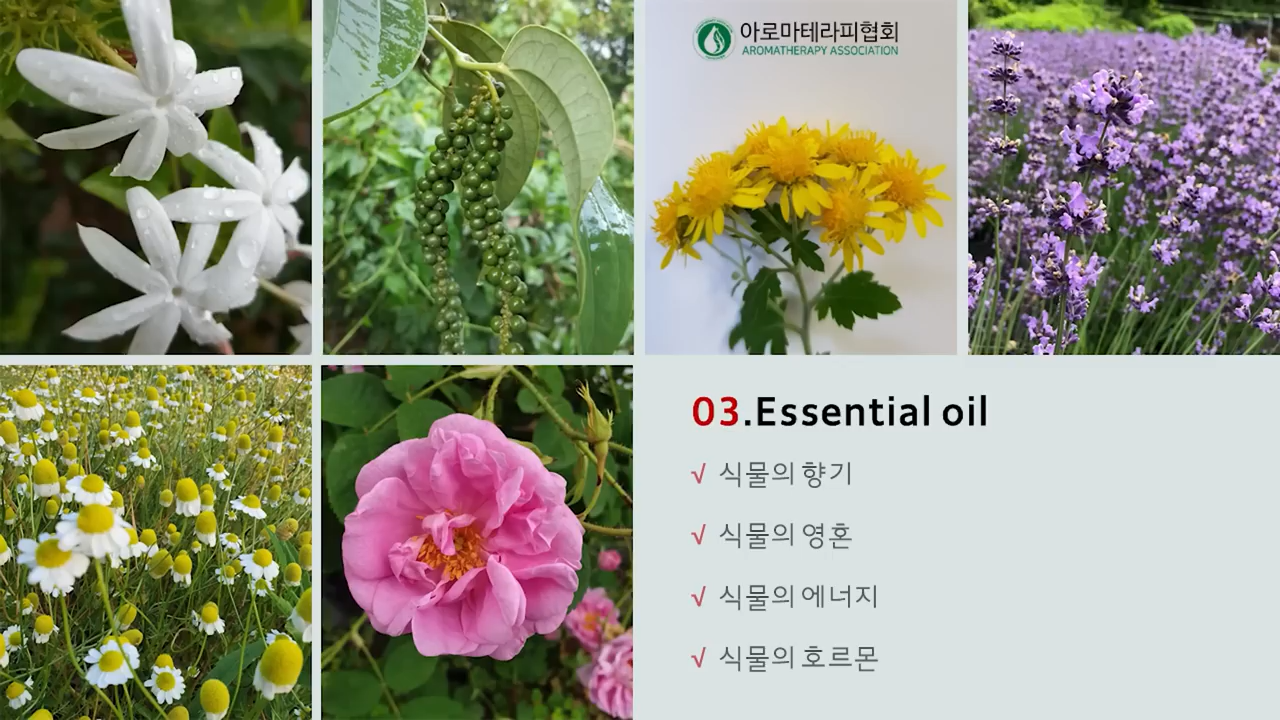 아로마테라피협회
AROMATHERAPY ASSOCIATION
03.Essential oil
√ 식물의 향기
√ 식물의 영혼
√ 식물의 에너지
√ 식물의 호르몬